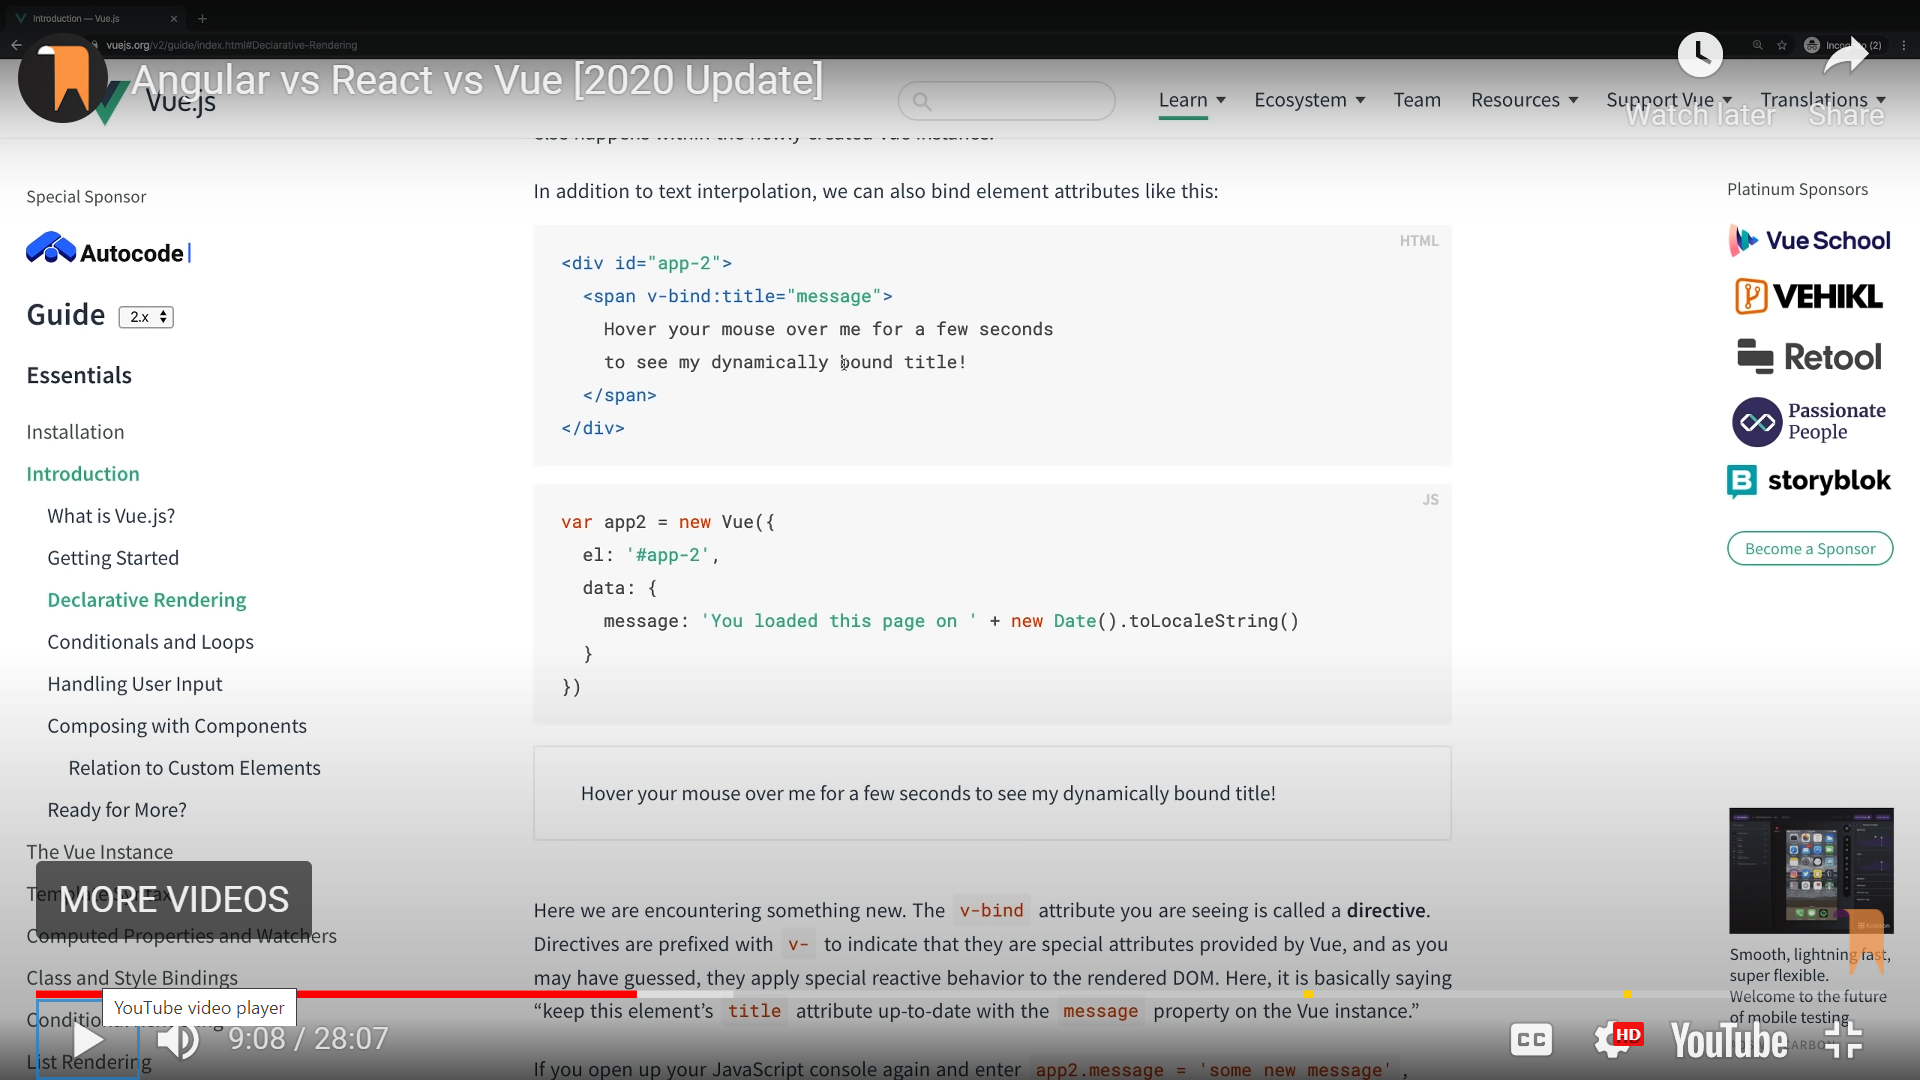 Introduction — Vue.js
vuejs.org/v2/guide/index.html#Declarative-Rendering
Angular vs React vs Vue [2020 Update]
Vue.js
Learn
Ecosystem
Team
Resources
Support Vue
Translations
Watch later
Share
else happens within the newly created Vue instance.
Special Sponsor
Autocode
Guide
2.x
Essentials
Installation
Introduction
What is Vue.js?
Getting Started
Declarative Rendering
Conditionals and Loops
Handling User Input
Composing with Components
Relation to Custom Elements
Ready for More?
The Vue Instance
MORE VIDEOS
Computed Properties and Watchers
Class and Style Bindings
YouTube video player
List Rendering
9:08 / 28:07
In addition to text interpolation, we can also bind element attributes like this:
HTML
<div id="app-2">
<span v-bind:title="message">
Hover your mouse over me for a few seconds
to see my dynamically bound title!
</span>
</div>
JS
var app2 = new Vue({
el: '#app-2',
data: {
message: 'You loaded this page on ' + new Date().toLocaleString()
}
})
Hover your mouse over me for a few seconds to see my dynamically bound title!
Here we are encountering something new. The v-bind attribute you are seeing is called a directive.
Directives are prefixed with v- to indicate that they are special attributes provided by Vue, and as you
may have guessed, they apply special reactive behavior to the rendered DOM. Here, it is basically saying
“keep this element’s title attribute up-to-date with the message property on the Vue instance.”
If you open up your JavaScript console again and enter app2.message = 'some new message' ,
Platinum Sponsors
Vue School
VEHIKL
Retool
Passionate
People
storyblok
Become a Sponsor
Smooth, lightning fast,
super flexible.
Welcome to the future
of mobile testing
CC
HD
YouTube